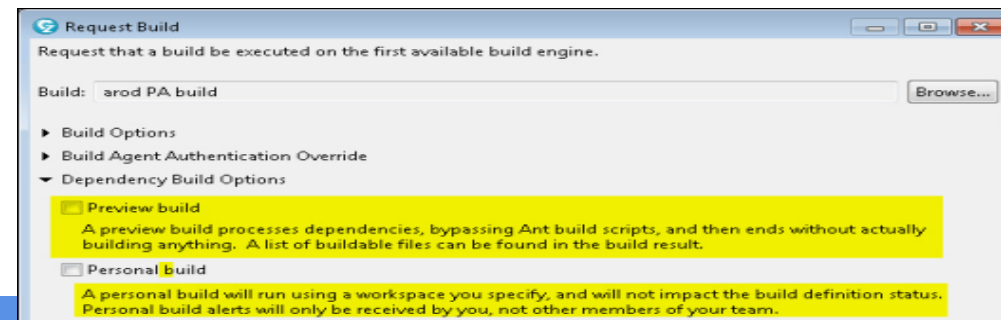 Request Build
Request that a build be executed on the first available build engine.
Build: arod PA build Browse...
Build Options
Build Agent Authentication Override
Dependency Build Options
Preview build
A preview build processes dependencies, bypassing Ant build scripts, and then ends without actually
building anything. A list of buildable files can be found in the build result.
Personal build
A personal build will run using a workspace you specify, and will not impact the build definition status.
Personal build alerts will only be received by you, not other members of your team.